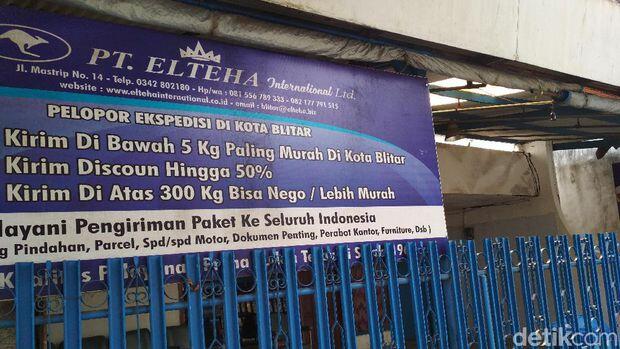 PT. ELTEHA International Ltd.
Jl. Mastrip No. 14 - Telp. 0342 802180 - Hp/wa : 081 556 789 333 - 082 177 791 515
website : www.eltehainternational.co.id - email : blitar@elteha.biz
PELOPOR EKSPEDISI DI KOTA BLITAR
Kirim Di Bawah 5 Kg Paling Murah Di Kota Blitar
Kirim Discoun Hingga 50%
Kirim Di Atas 300 Kg Bisa Nego / Lebih Murah
layani Pengiriman Paket Ke Seluruh Indonesia
g Pindahan, Parcel, Spd/spd Motor, Dokumen Penting, Perabot Kantor, Furniture, Dsb )
detikcom